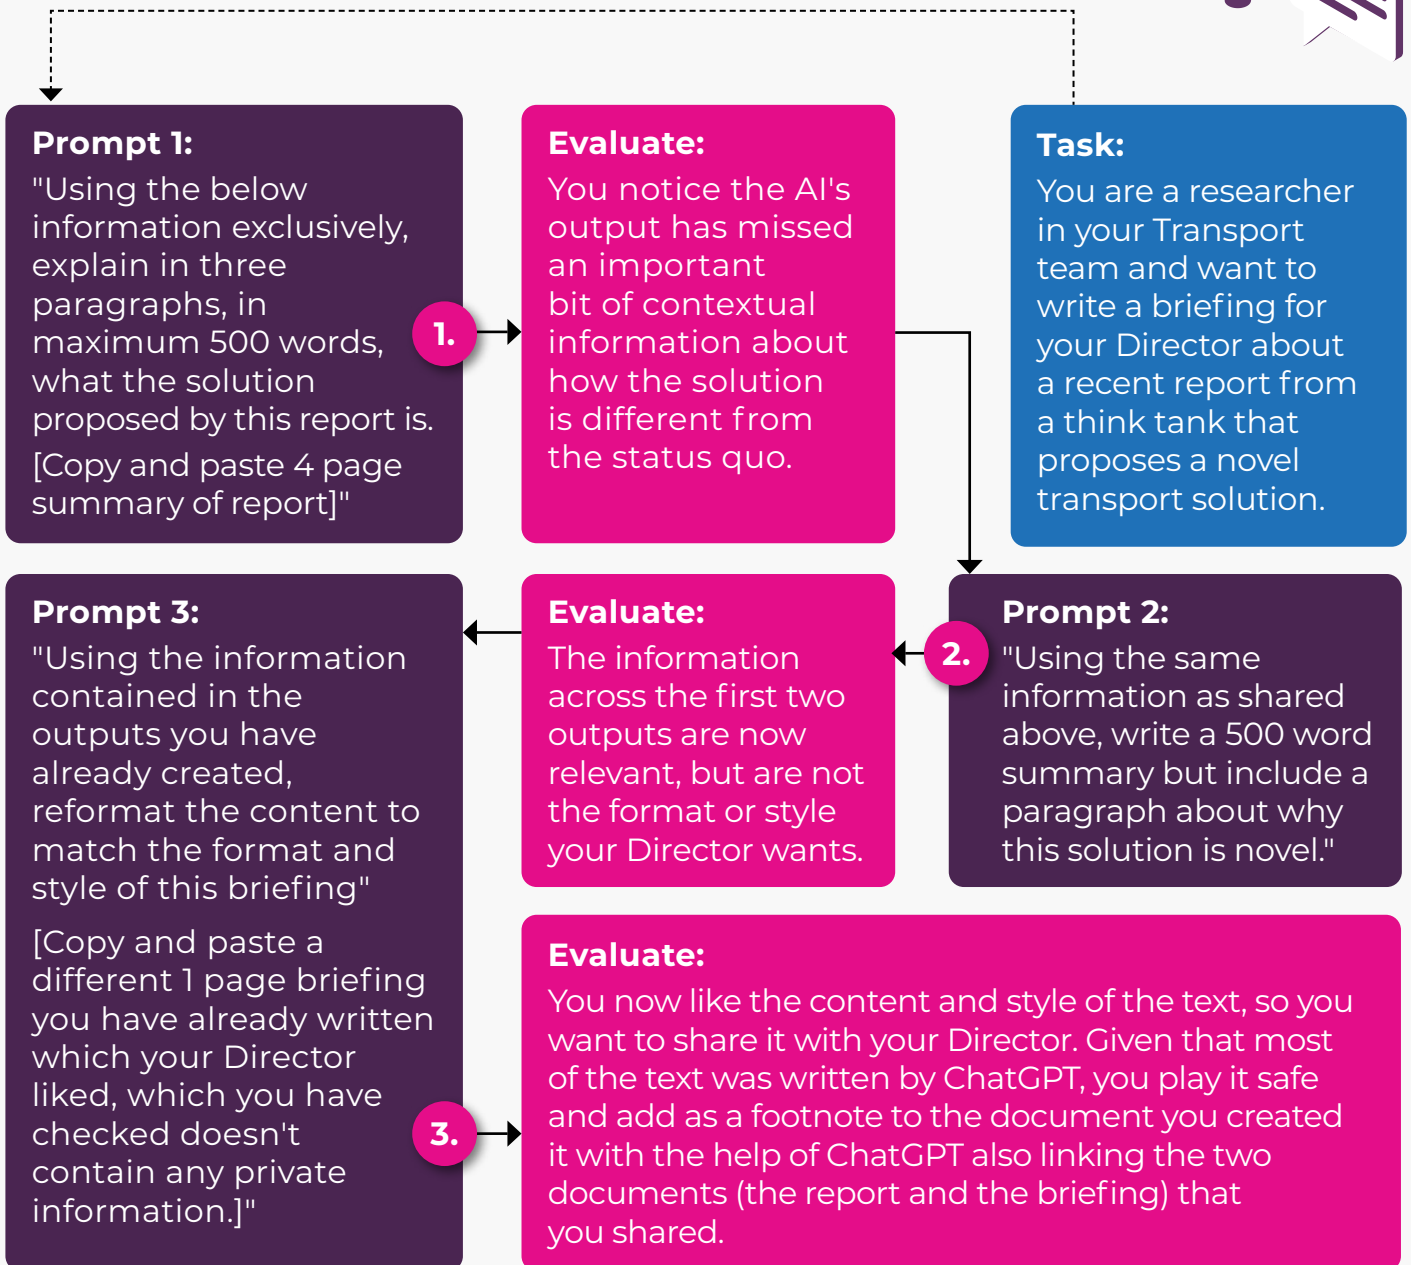 Task:
You are a researcher
in your Transport
team and want to
write a briefing for
your Director about
a recent report from
a think tank that
proposes a novel
transport solution.
Prompt 1:
"Using the below
information exclusively,
explain in three
paragraphs, in
maximum 500 words,
what the solution
proposed by this report is.
[Copy and paste 4 page
summary of report]"
1.
Evaluate:
You notice the AI's
output has missed
an important
bit of contextual
information about
how the solution
is different from
the status quo.
Prompt 2:
"Using the same
information as shared
above, write a 500 word
summary but include a
paragraph about why
this solution is novel."
2.
Evaluate:
The information
across the first two
outputs are now
relevant, but are not
the format or style
your Director wants.
Prompt 3:
"Using the information
contained in the
outputs you have
already created,
reformat the content to
match the format and
style of this briefing"
[Copy and paste a
different 1 page briefing
you have already written
which your Director
liked, which you have
checked doesn't
contain any private
information.]"
3.
Evaluate:
You now like the content and style of the text, so you
want to share it with your Director. Given that most
of the text was written by ChatGPT, you play it safe
and add as a footnote to the document you created
it with the help of ChatGPT also linking the two
documents (the report and the briefing) that
you shared.